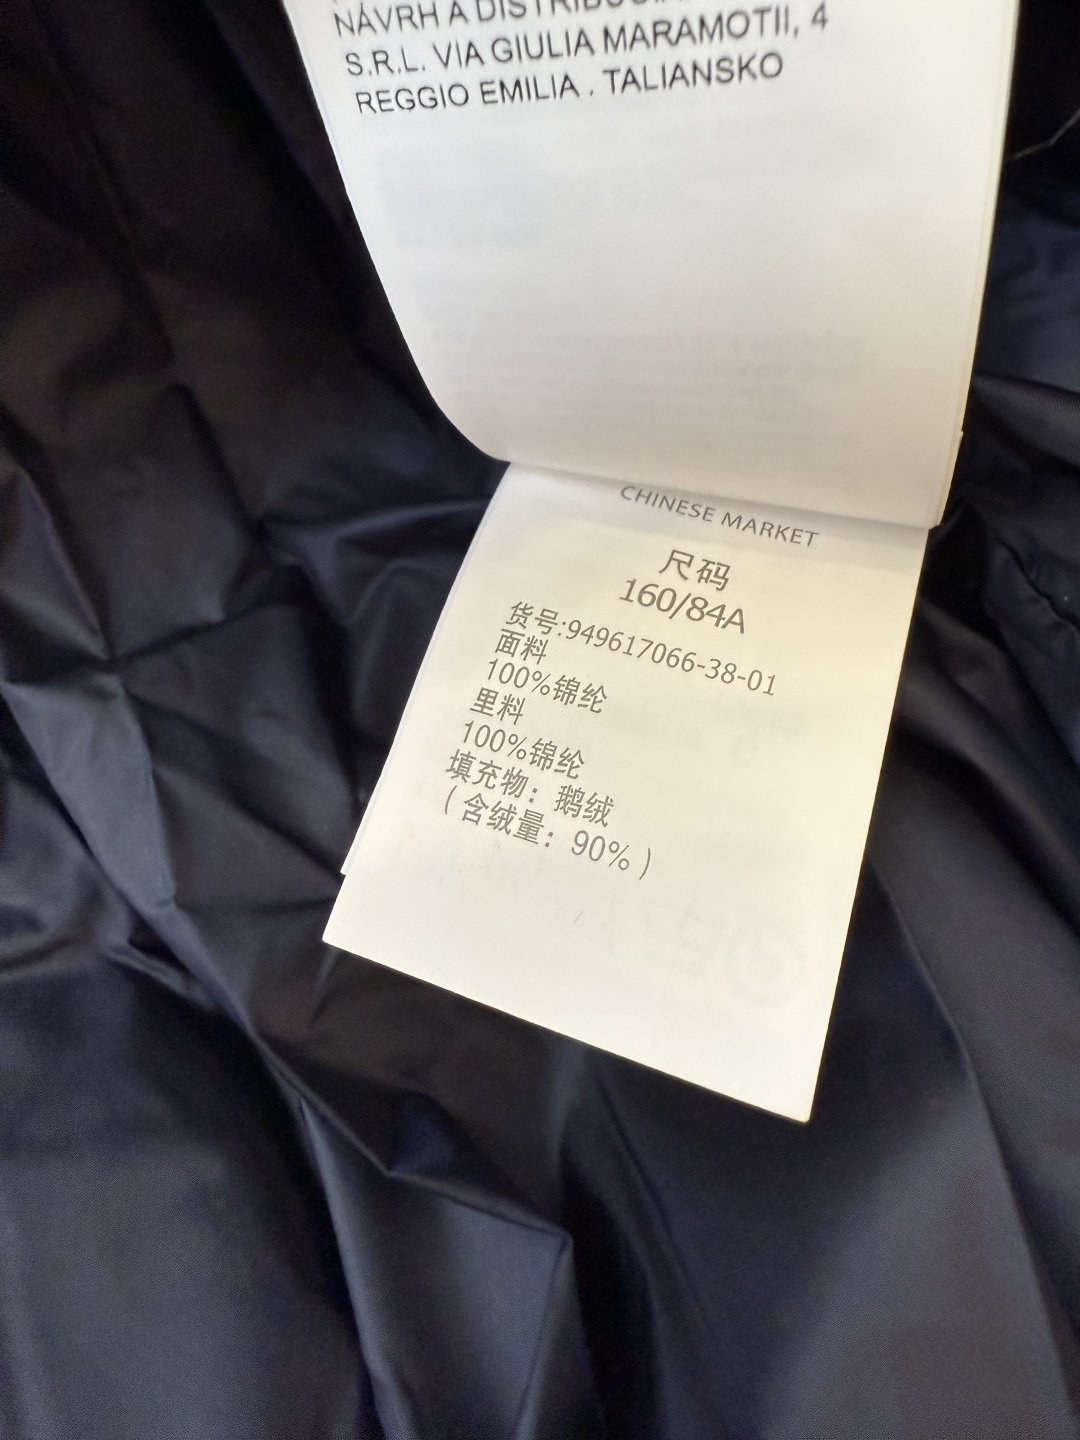 NÁVRH A DISTRIBÚCIA
S.R.L. VIA GIULIA MARAMOTII, 4
REGGIO EMILIA . TALIANSKO
CHINESE MARKET
尺码
160/84A
货号:949617066-38-01
面料
100%锦纶
里料
100%锦纶
填充物：鹅绒
(含绒量：90%)